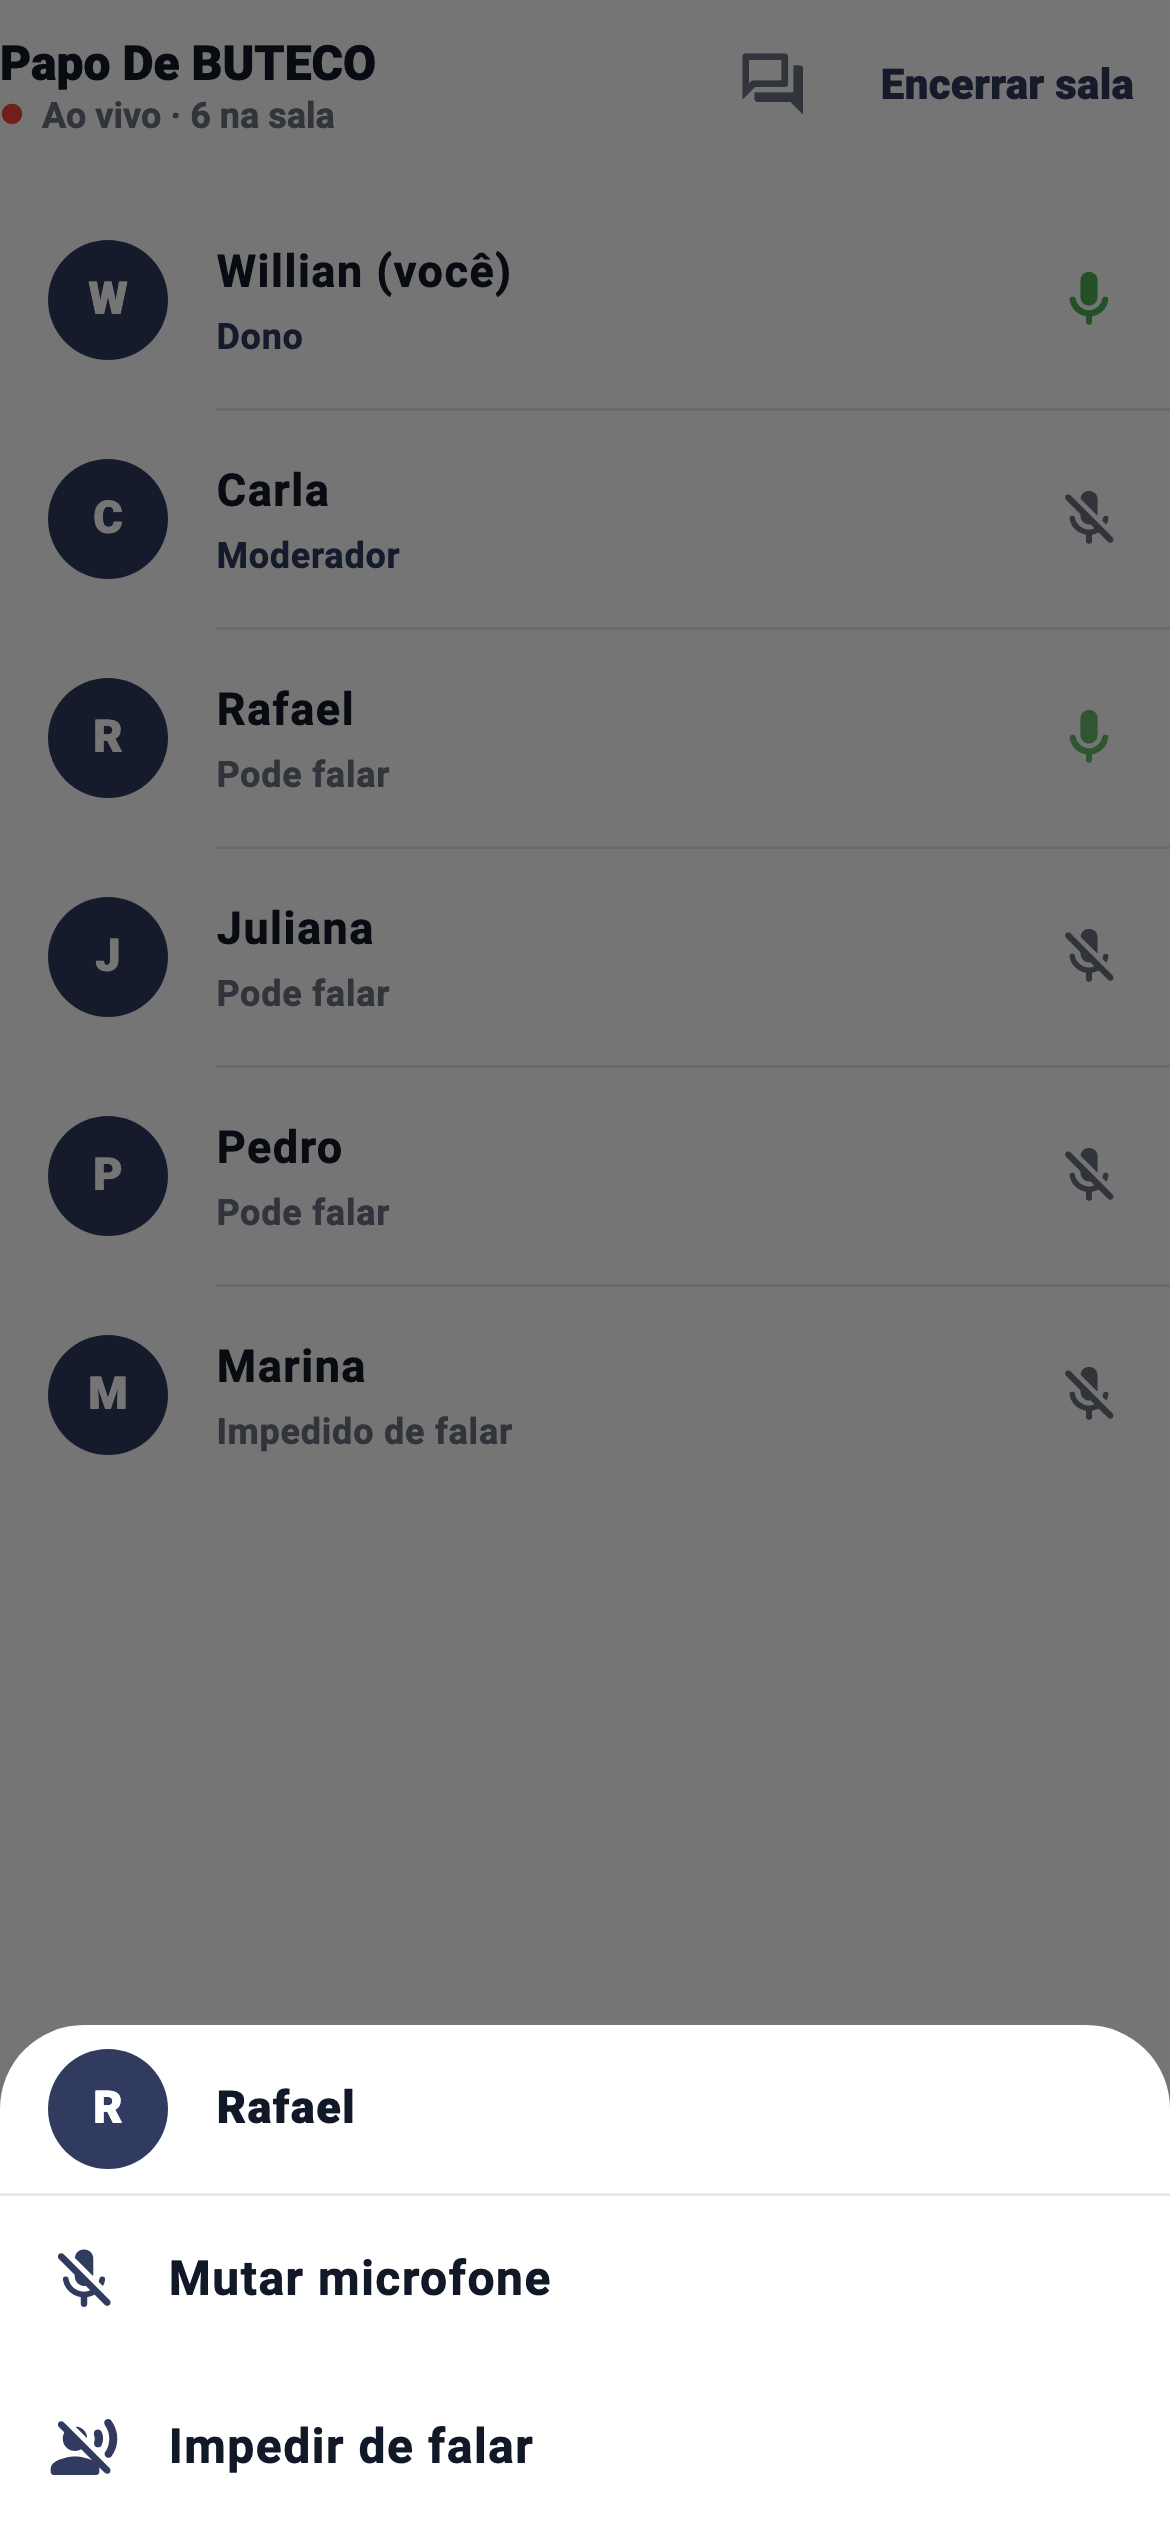 Papo De BUTECO
Ao vivo · 6 na sala
Encerrar sala
W
Willian (você)
Dono
C
Carla
Moderador
R
Rafael
Pode falar
J
Juliana
Pode falar
P
Pedro
Pode falar
M
Marina
Impedido de falar
R
Rafael
Mutar microfone
Impedir de falar